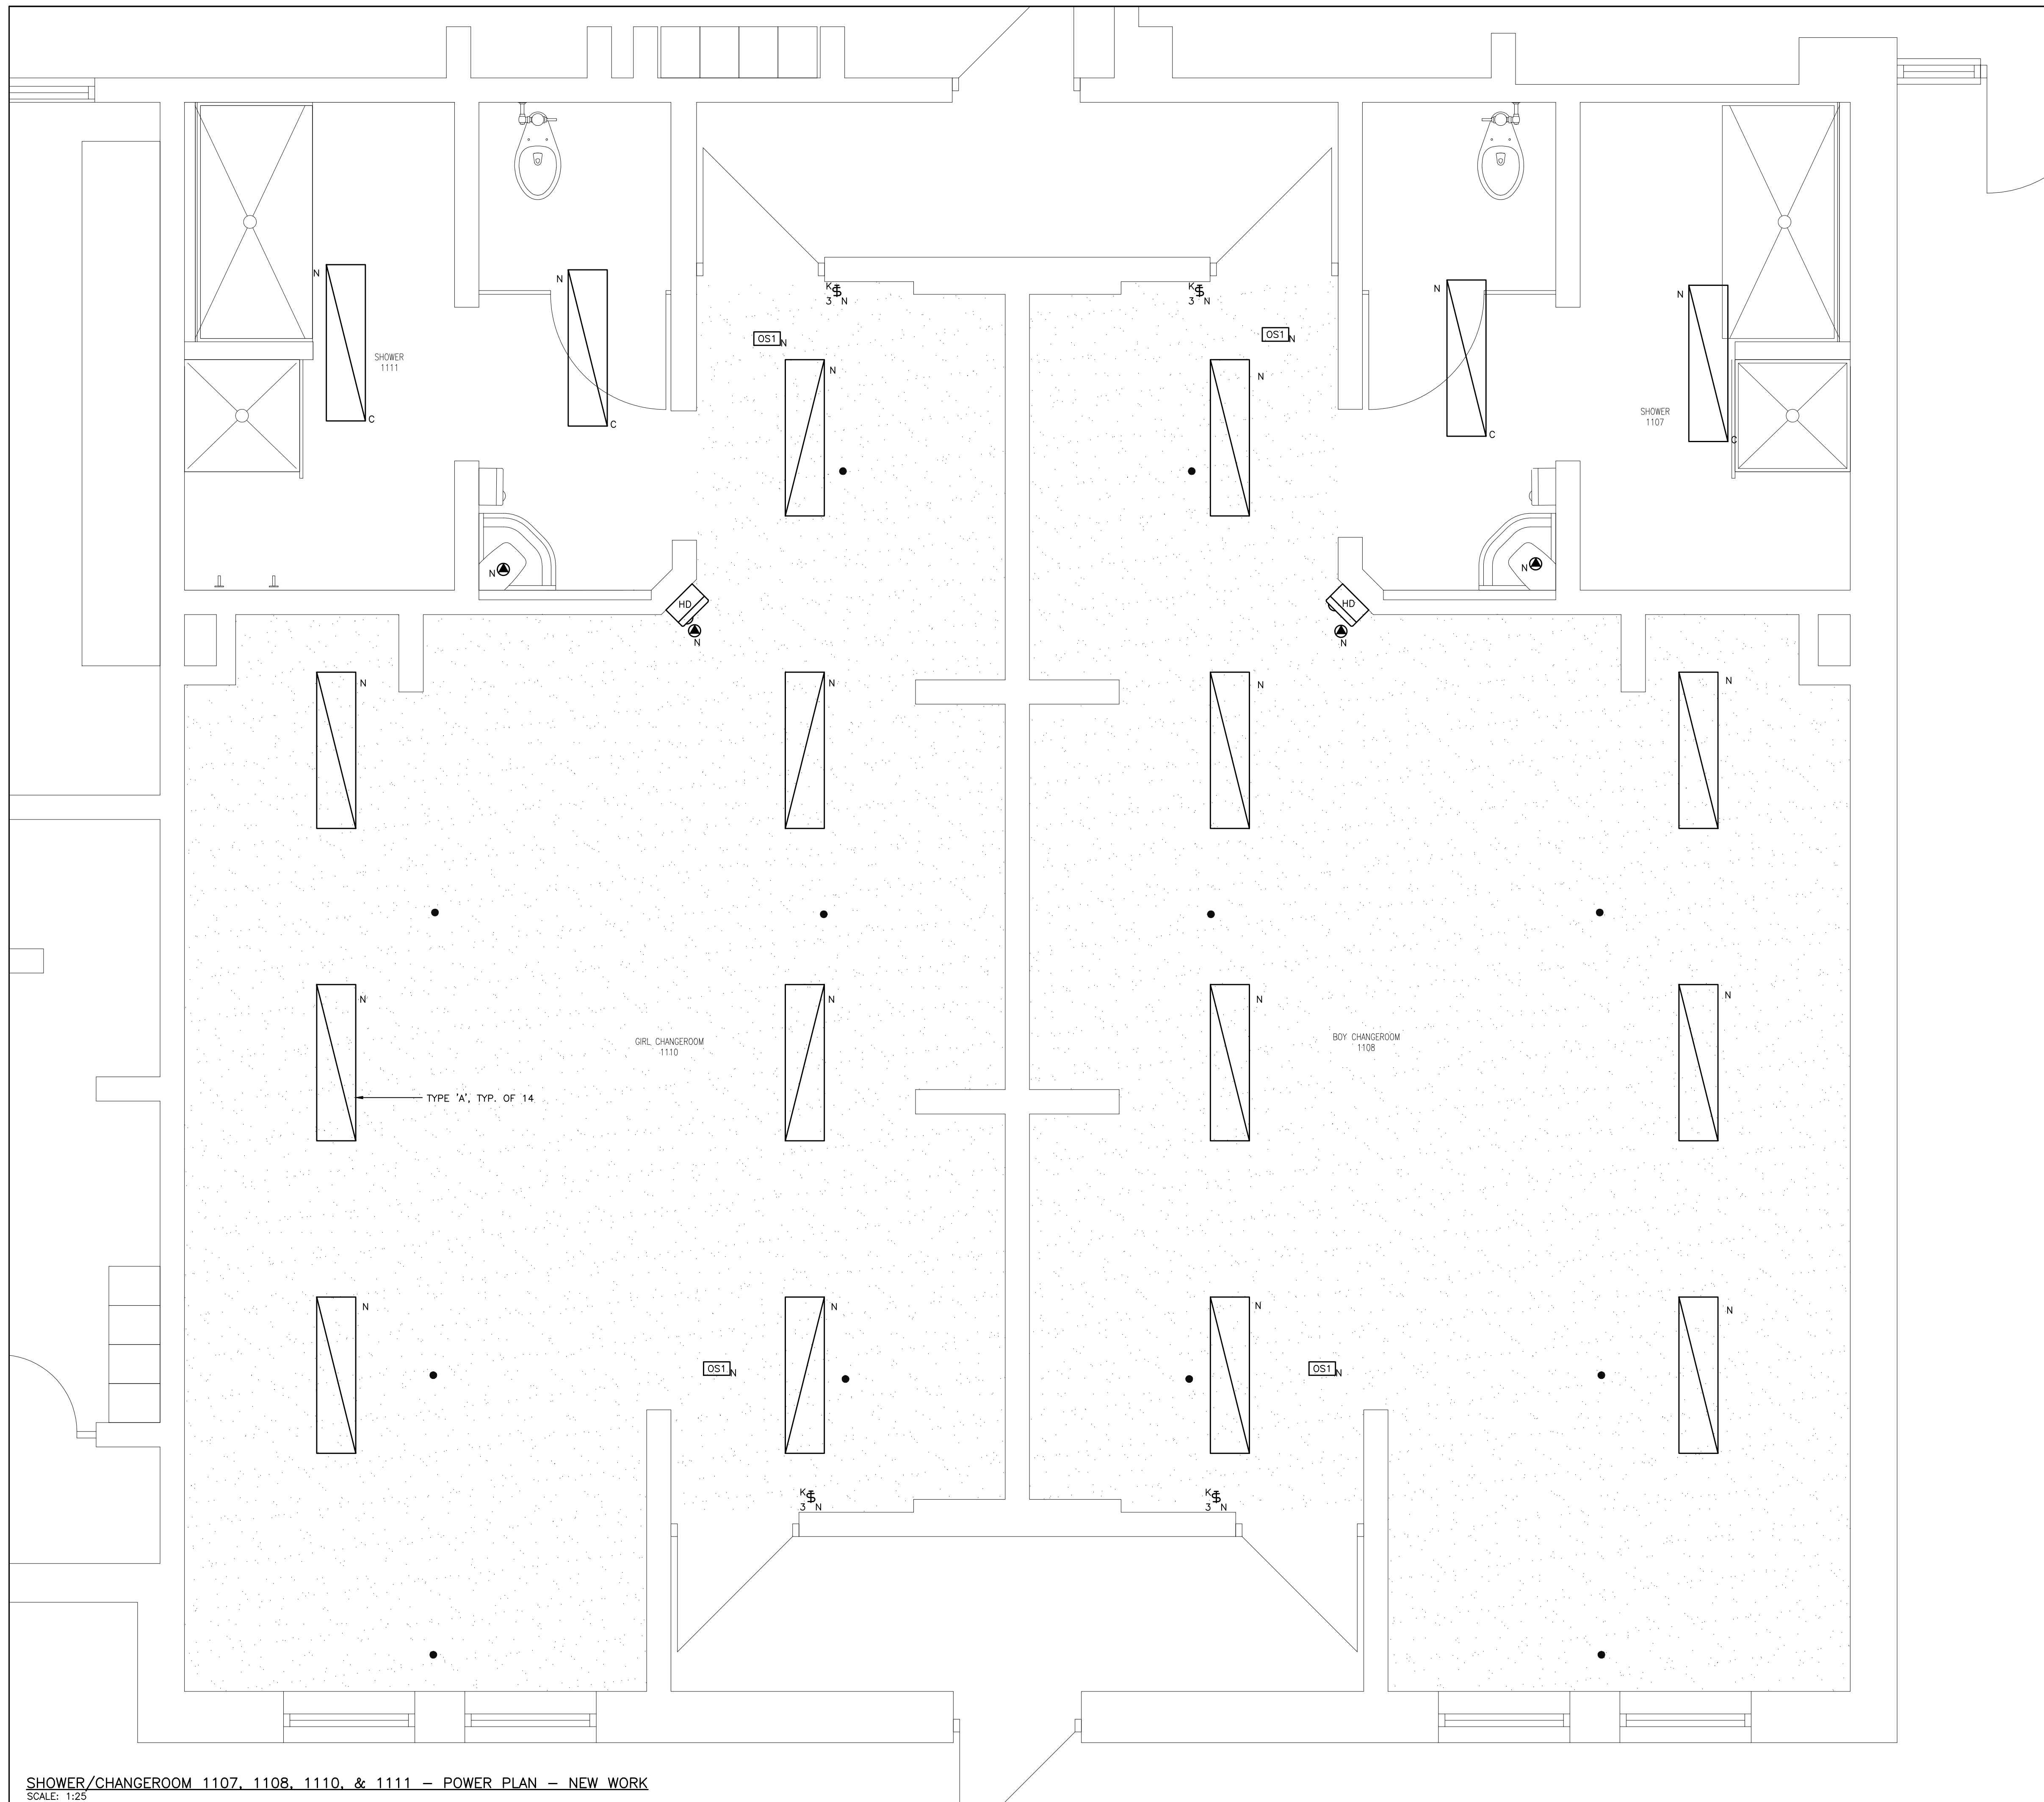 N
N
N
N
K
$
3 N
K
$
3 N
OS1
N
OS1
N
SHOWER
1111
N
N
C
C
SHOWER
1107
C
C
N
N
HD
HD
N
N
N
N
N
N
N
N
N
N
GIRL CHANGEROOM
1110
BOY CHANGEROOM
1108
TYPE 'A', TYP. OF 14
N
N
N
N
OS1
N
OS1
N
K
$
3 N
K
$
3 N
SHOWER/CHANGEROOM 1107, 1108, 1110, & 1111 – POWER PLAN – NEW WORK
SCALE: 1:25